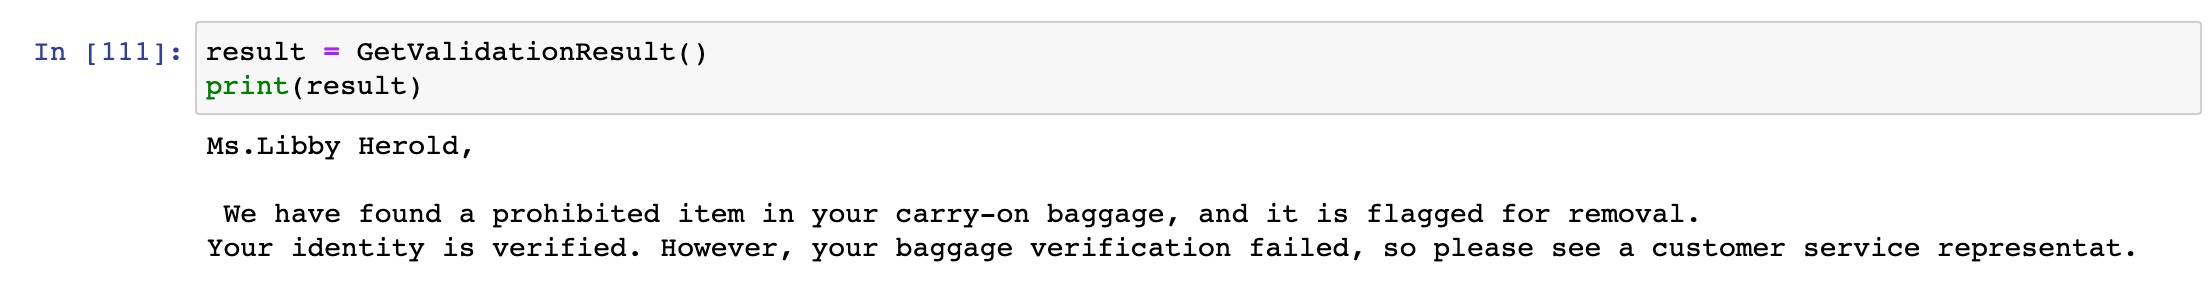 In [111]: result = GetValidationResult()
print(result)
Ms.Libby Herold,
We have found a prohibited item in your carry-on baggage, and it is flagged for removal.
Your identity is verified. However, your baggage verification failed, so please see a customer service representat.